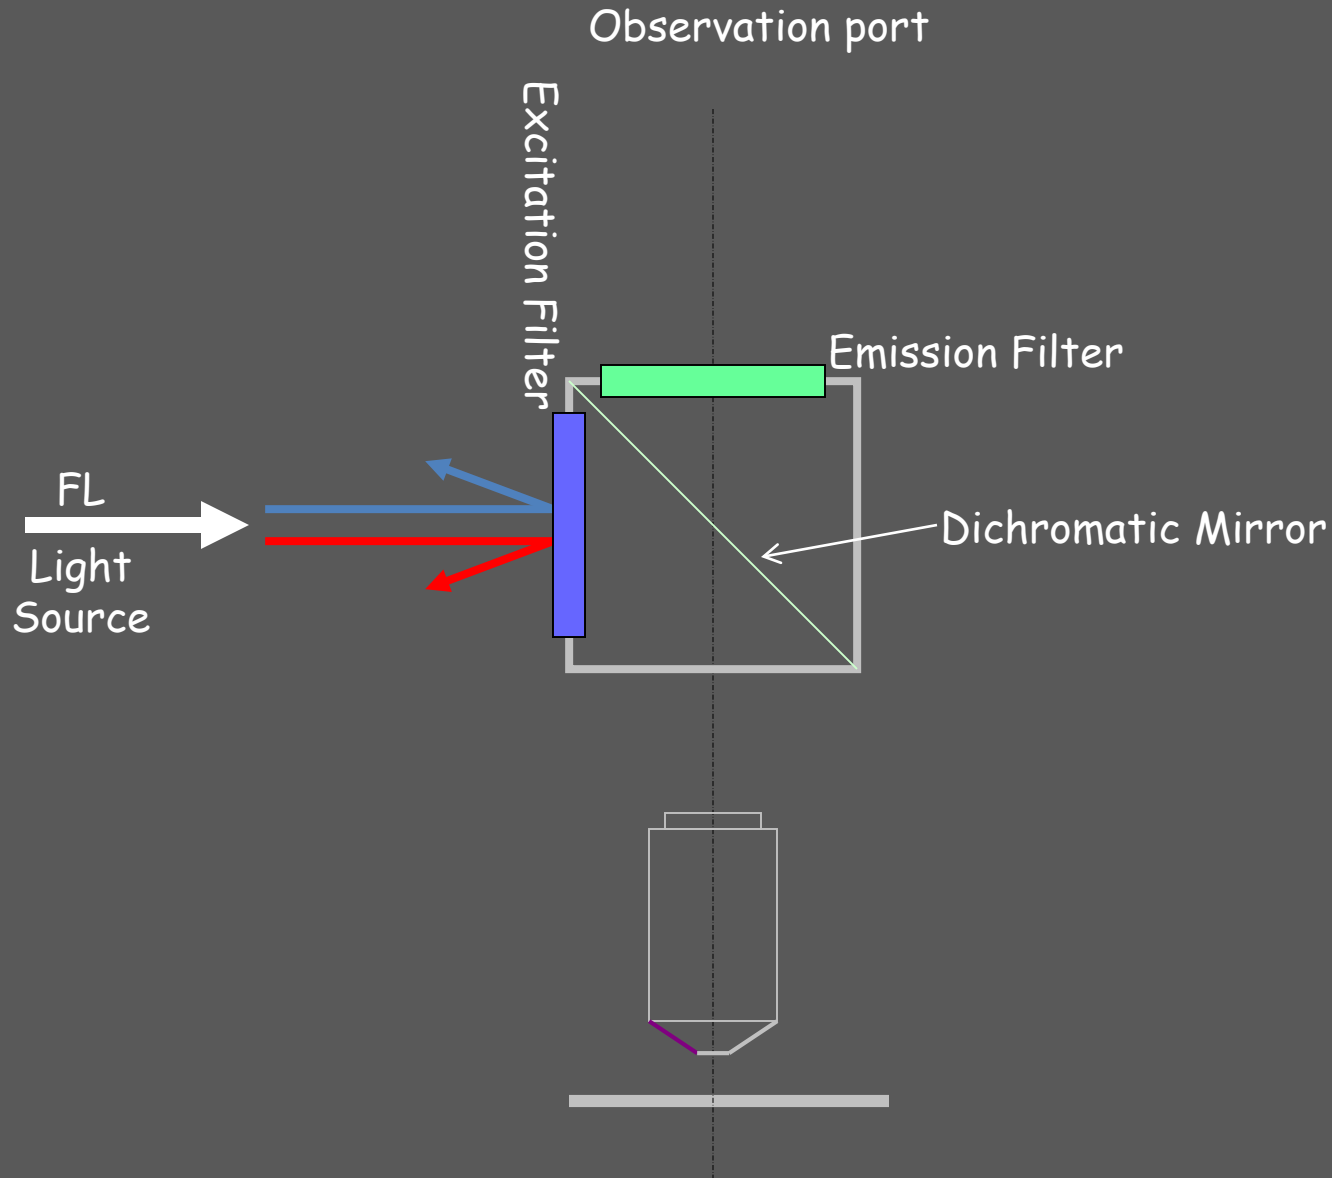 Observation port
Excitation Filter
Emission Filter
FL
Light
Source
Dichromatic Mirror